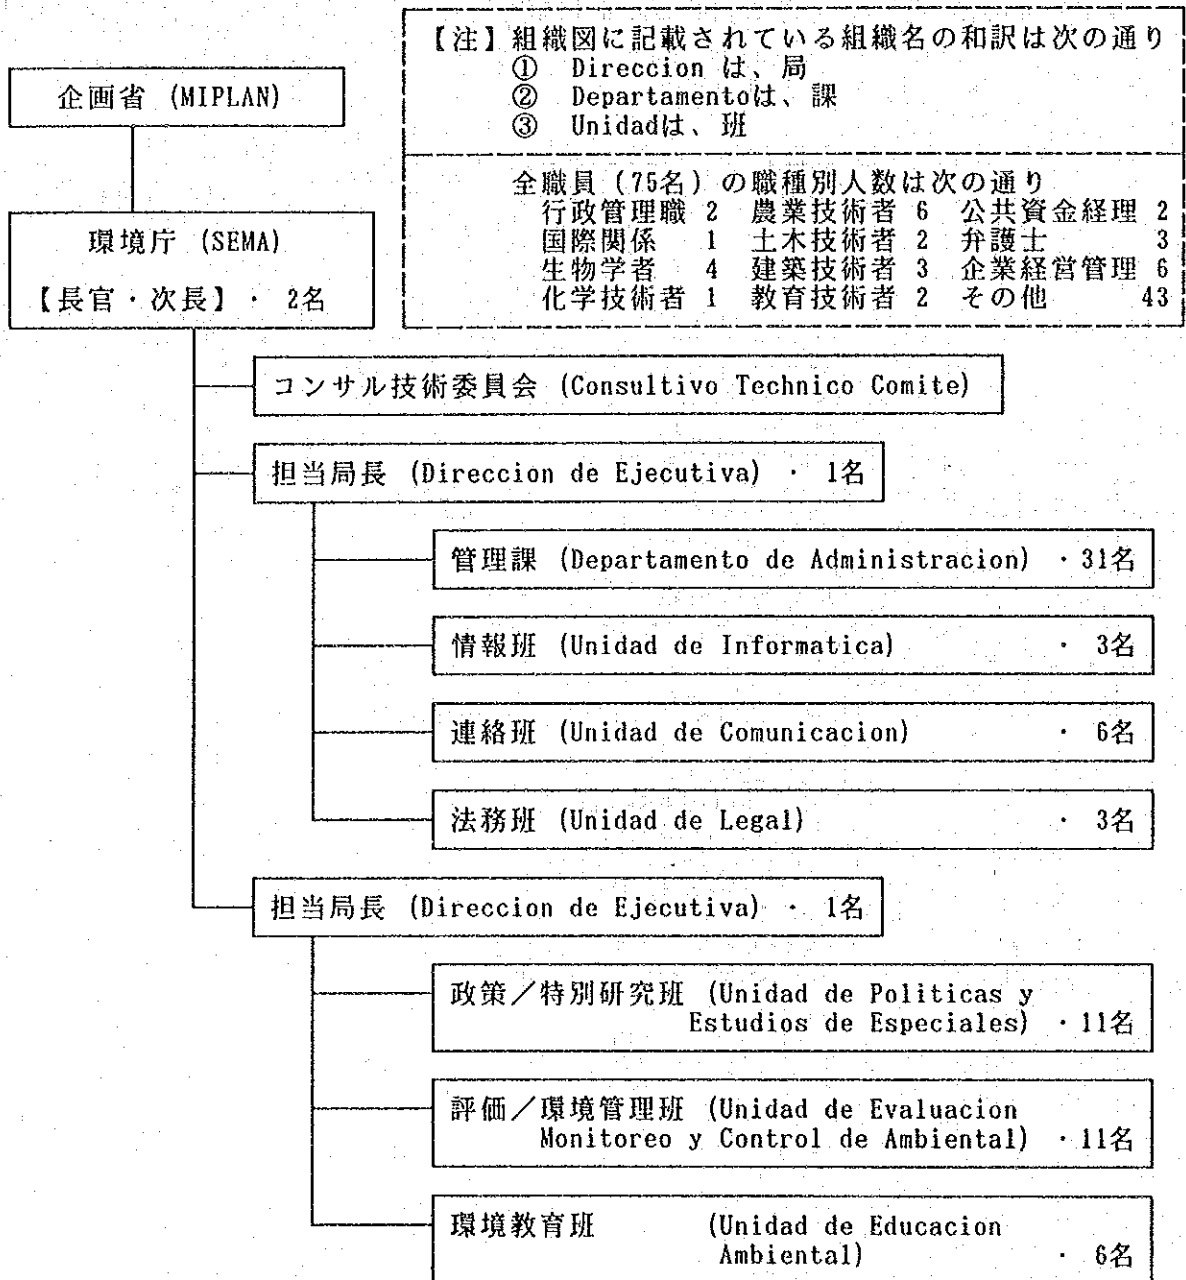 【注】組織図に記載されている組織名の和訳は次の通り
① Direccion は、局
② Departamentoは、課
③ Unidadは、班
全職員（75名）の職種別人数は次の通り
行政管理職 2 農業技術者 6 公共資金経理 2
国際関係 1 土木技術者 2 弁護士 3
生物学者 4 建築技術者 3 企業経営管理 6
化学技術者 1 教育技術者 2 その他 43
企画省 (MIPLAN)
環境庁 (SEMA)
【長官・次長】・ 2名
コンサル技術委員会 (Consultivo Technico Comite)
担当局長 (Direccion de Ejecutiva) ・ 1名
管理課 (Departamento de Administracion) ・31名
情報班 (Unidad de Informatica) ・ 3名
連絡班 (Unidad de Comunicacion) ・ 6名
法務班 (Unidad de Legal) ・ 3名
担当局長 (Direccion de Ejecutiva) ・ 1名
政策／特別研究班 (Unidad de Politicas y
Estudios de Especiales) ・11名
評価／環境管理班 (Unidad de Evaluacion
Monitoreo y Control de Ambiental) ・11名
環境教育班 (Unidad de Educacion
Ambiental) ・ 6名